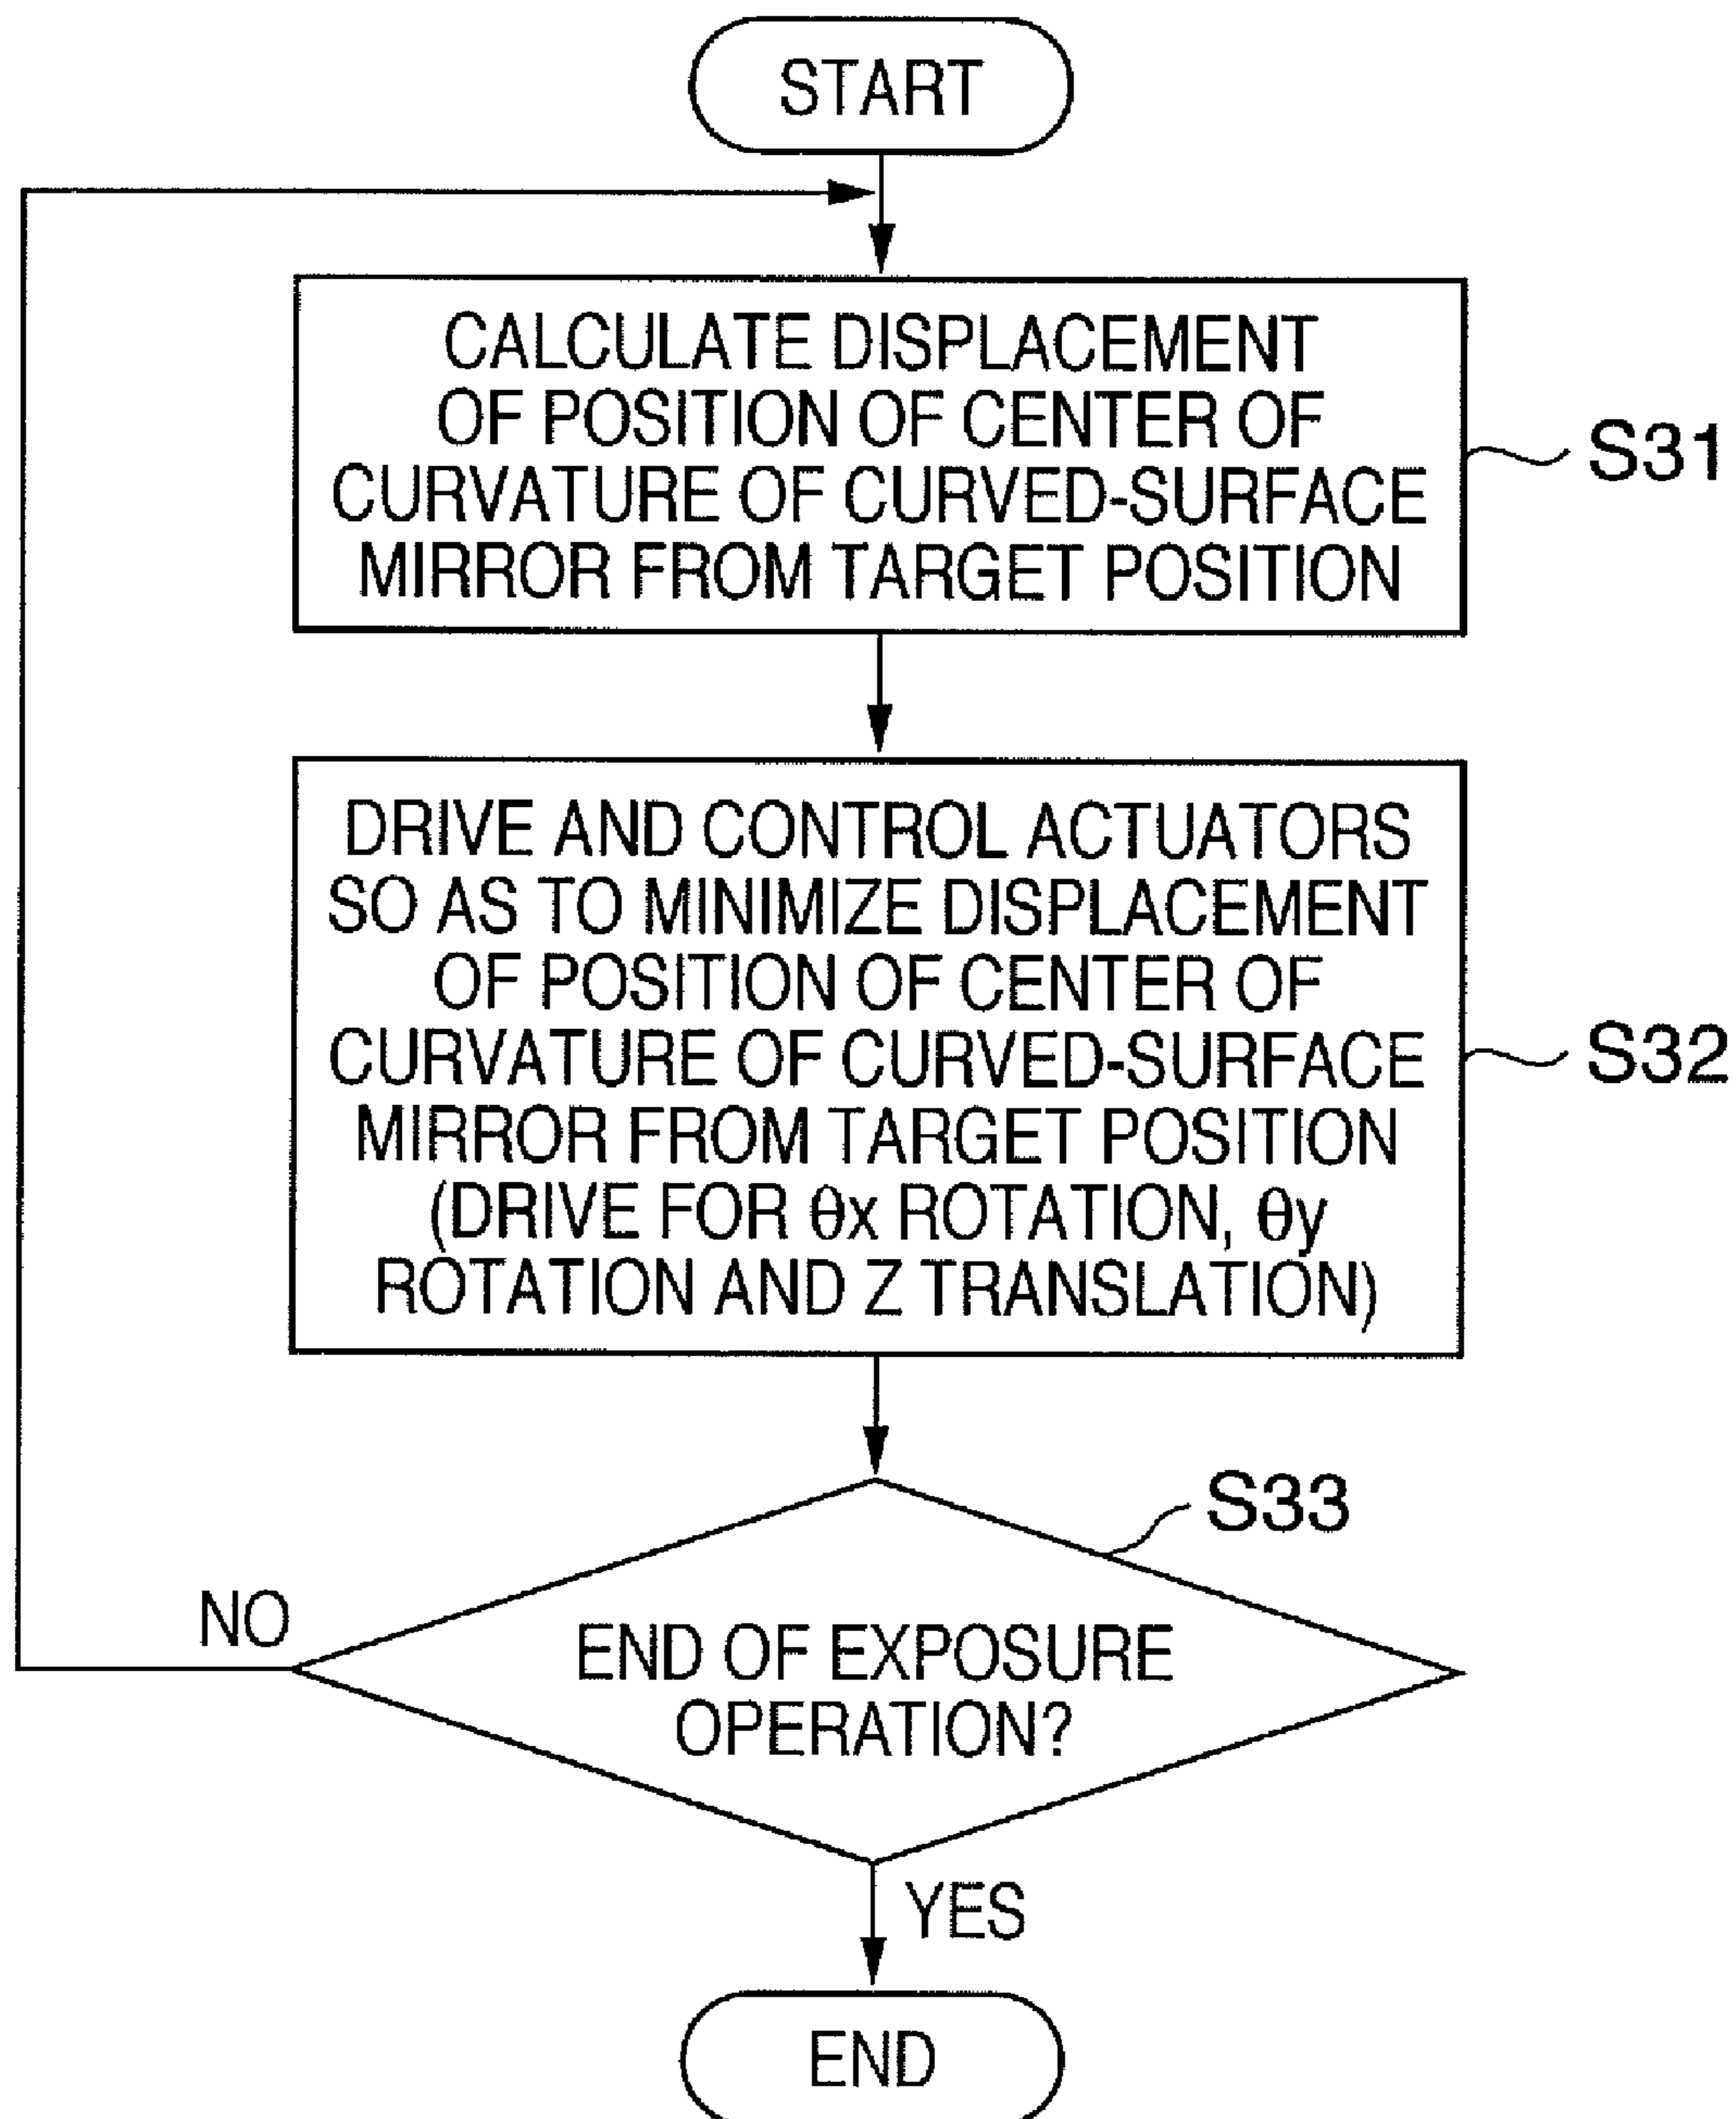 START
CALCULATE DISPLACEMENT
OF POSITION OF CENTER OF
CURVATURE OF CURVED-SURFACE
MIRROR FROM TARGET POSITION
S31
DRIVE AND CONTROL ACTUATORS
SO AS TO MINIMIZE DISPLACEMENT
OF POSITION OF CENTER OF
CURVATURE OF CURVED-SURFACE
MIRROR FROM TARGET POSITION
(DRIVE FOR θx ROTATION, θy
ROTATION AND Z TRANSLATION)
S32
S33
NO
END OF EXPOSURE
OPERATION?
YES
END